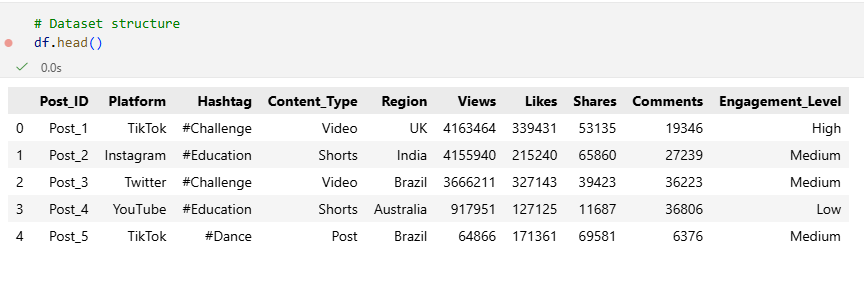 # Dataset structure
df.head()
0.0s
Post_ID Platform Hashtag Content_Type Region Views Likes Shares Comments Engagement_Level
0 Post_1 TikTok #Challenge Video UK 4163464 339431 53135 19346 High
1 Post_2 Instagram #Education Shorts India 4155940 215240 65860 27239 Medium
2 Post_3 Twitter #Challenge Video Brazil 3666211 327143 39423 36223 Medium
3 Post_4 YouTube #Education Shorts Australia 917951 127125 11687 36806 Low
4 Post_5 TikTok #Dance Post Brazil 64866 171361 69581 6376 Medium